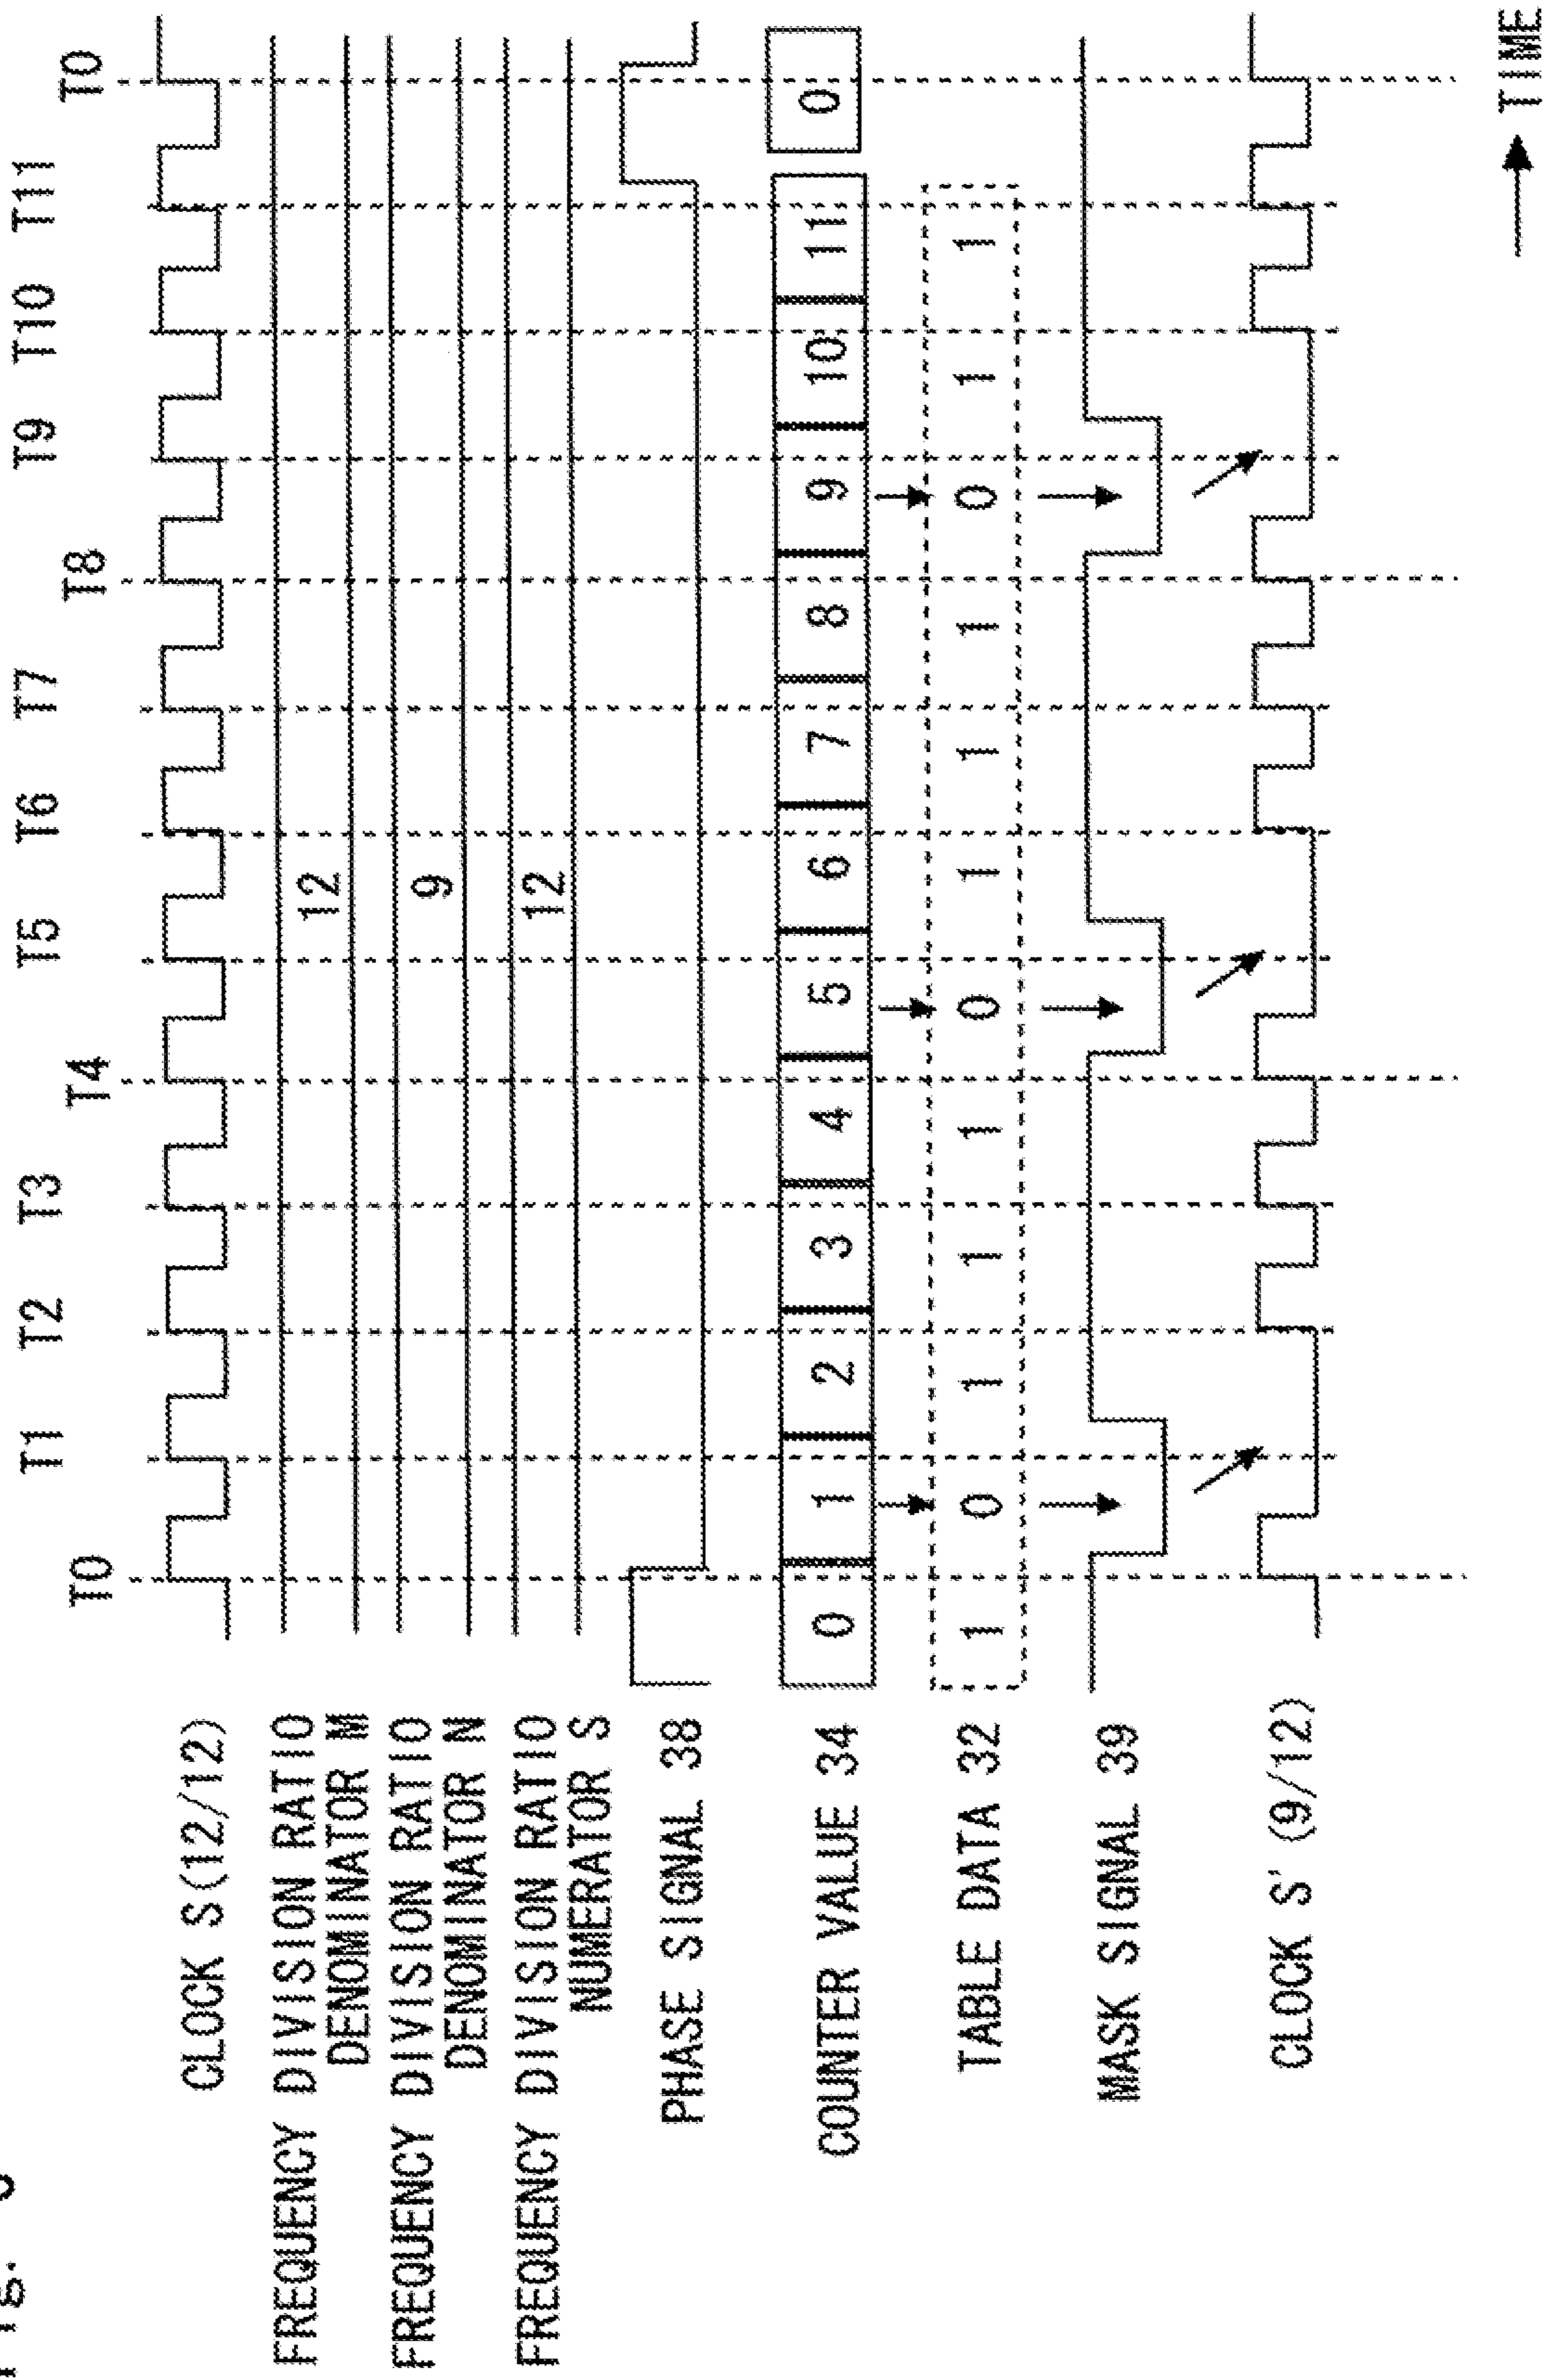 T0 T1 T2 T3 T4 T5 T6 T7 T8 T9 T10 T11 T0
CLOCK S(12/12)
FREQUENCY DIVISION RATIO
DENOMINATOR M
12
FREQUENCY DIVISION RATIO
DENOMINATOR N
9
FREQUENCY DIVISION RATIO
NUMERATOR S
12
PHASE SIGNAL 38
COUNTER VALUE 34
0 1 2 3 4 5 6 7 8 9 10 11 0
TABLE DATA 32
1 0 1 1 1 0 1 1 1 0 1 1
MASK SIGNAL 39
CLOCK S' (9/12)
TIME